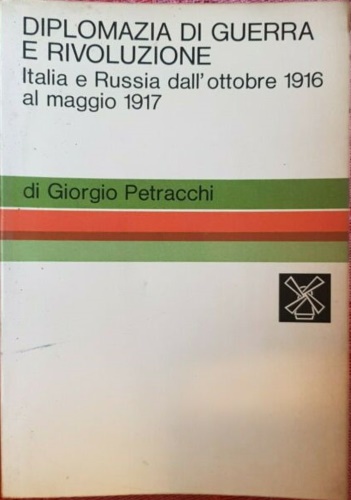 DIPLOMAZIA DI GUERRA
E RIVOLUZIONE
Italia e Russia dall'ottobre 1916
al maggio 1917
di Giorgio Petracchi